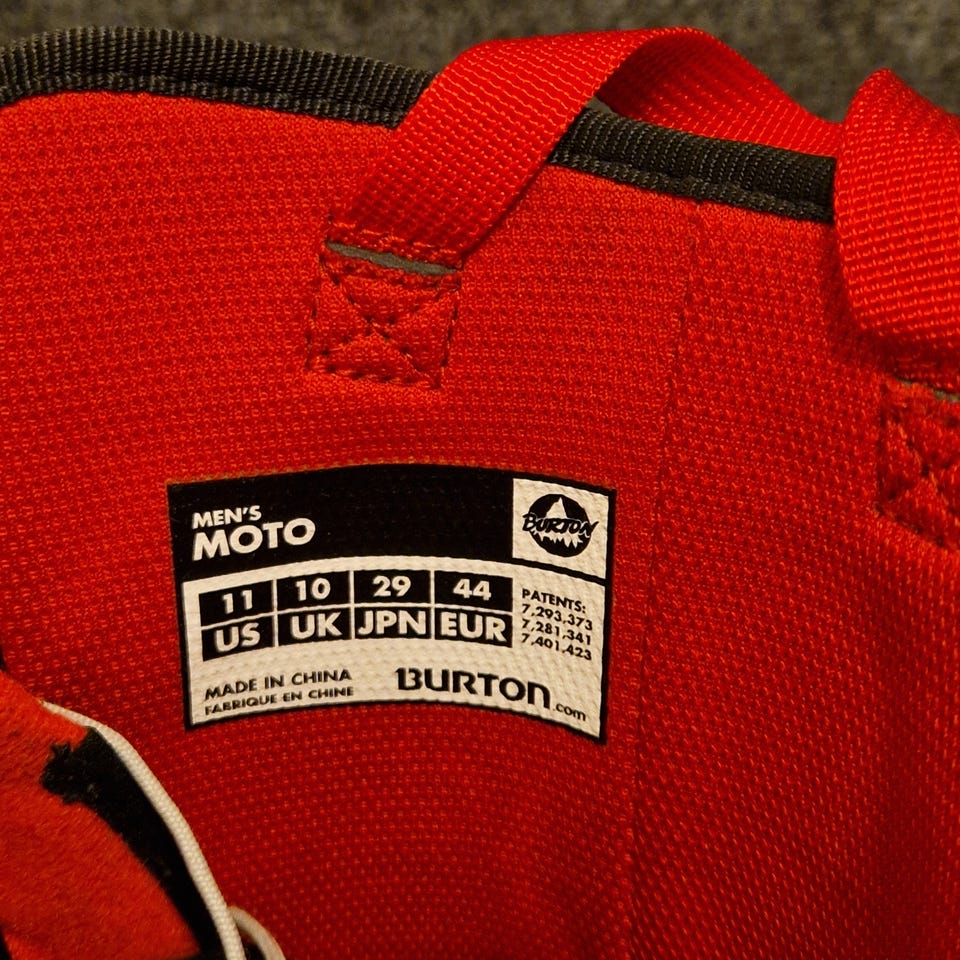 MEN'S
MOTO
BURTON
11 10 29 44
US UK JPN EUR
PATENTS:
7,293,373
7,281,341
7,401,423
MADE IN CHINA
FABRIQUE EN CHINE
BURTON.com